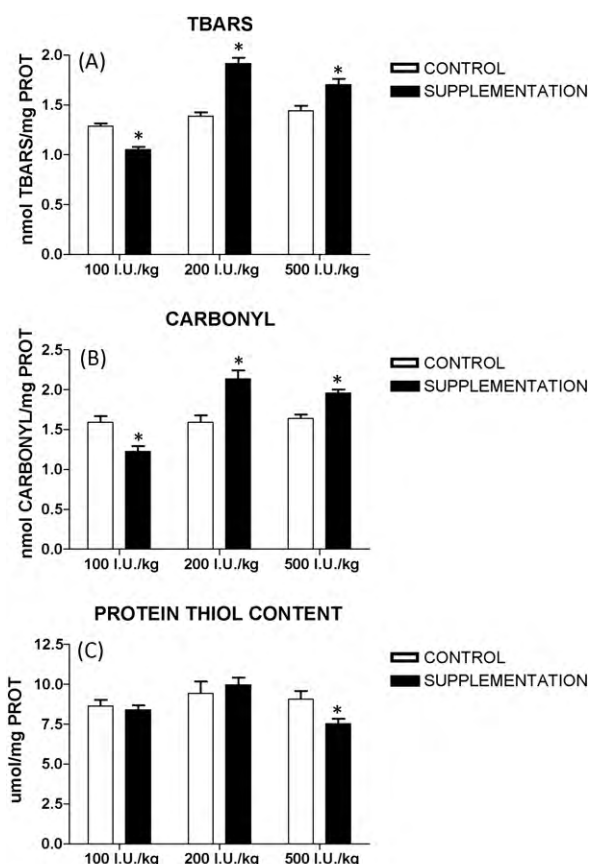 TBARS
(A)
nmol TBARS/mg PROT
2.0
1.5
1.0
0.5
0.0
*
*
*
100 I.U./kg 200 I.U./kg 500 I.U./kg
CONTROL
SUPPLEMENTATION
CARBONYL
(B)
nmol CARBONYL/mg PROT
2.5
2.0
1.5
1.0
0.5
0.0
*
*
*
100 I.U./kg 200 I.U./kg 500 I.U./kg
CONTROL
SUPPLEMENTATION
PROTEIN THIOL CONTENT
(C)
umol/mg PROT
12.5
10.0
7.5
5.0
2.5
0.0
*
100 I.U./kg 200 I.U./kg 500 I.U./kg
CONTROL
SUPPLEMENTATION